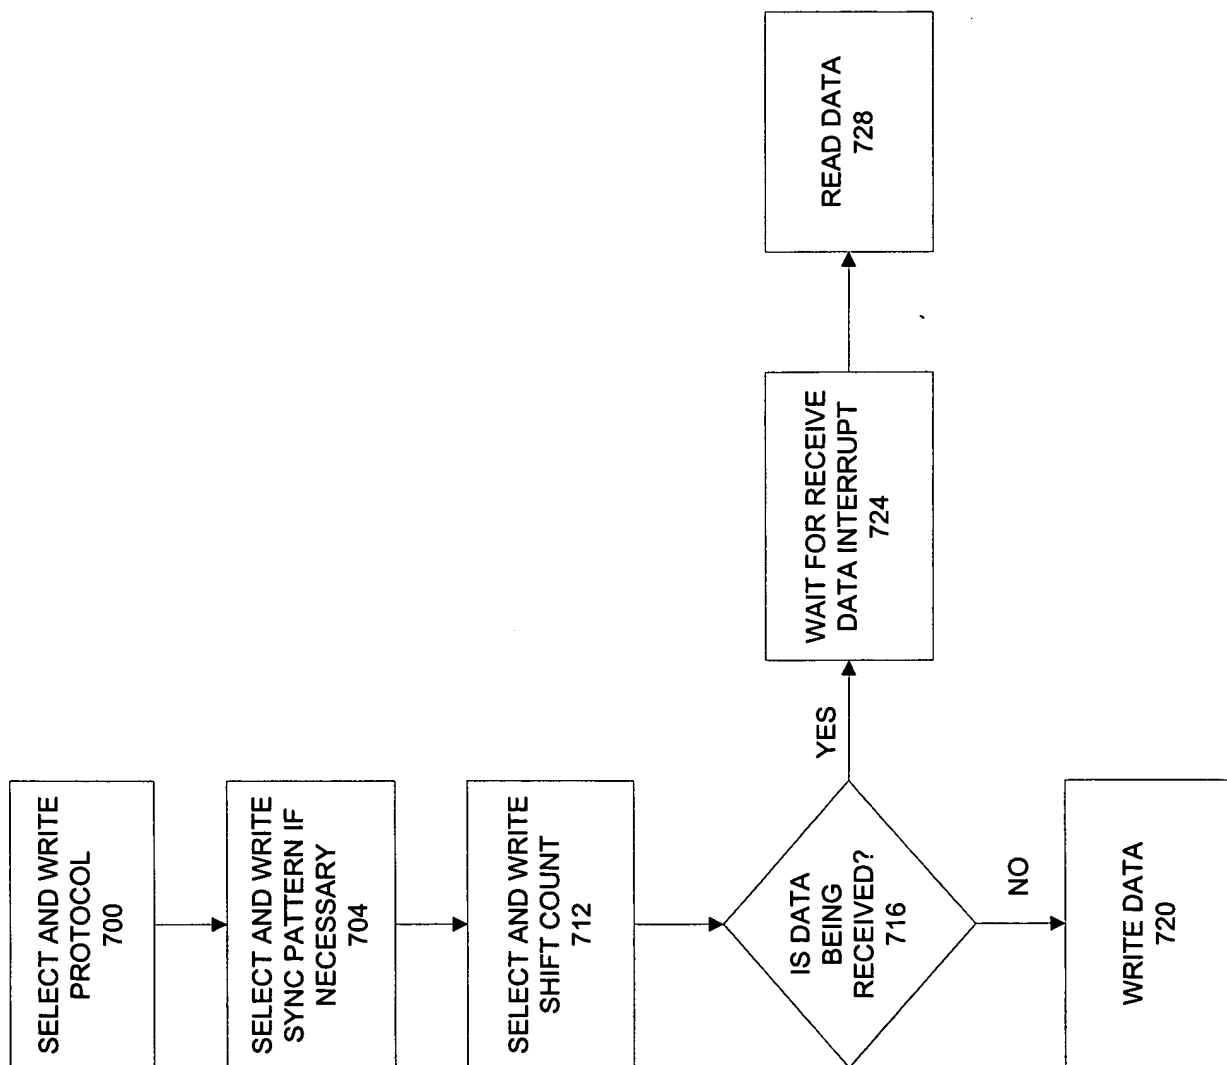 SELECT AND WRITE
PROTOCOL
700
SELECT AND WRITE
SYNC PATTERN IF
NECESSARY
704
SELECT AND WRITE
SHIFT COUNT
712
IS DATA
BEING
RECEIVED?
716
YES
WAIT FOR RECEIVE
DATA INTERRUPT
724
READ DATA
728
NO
WRITE DATA
720